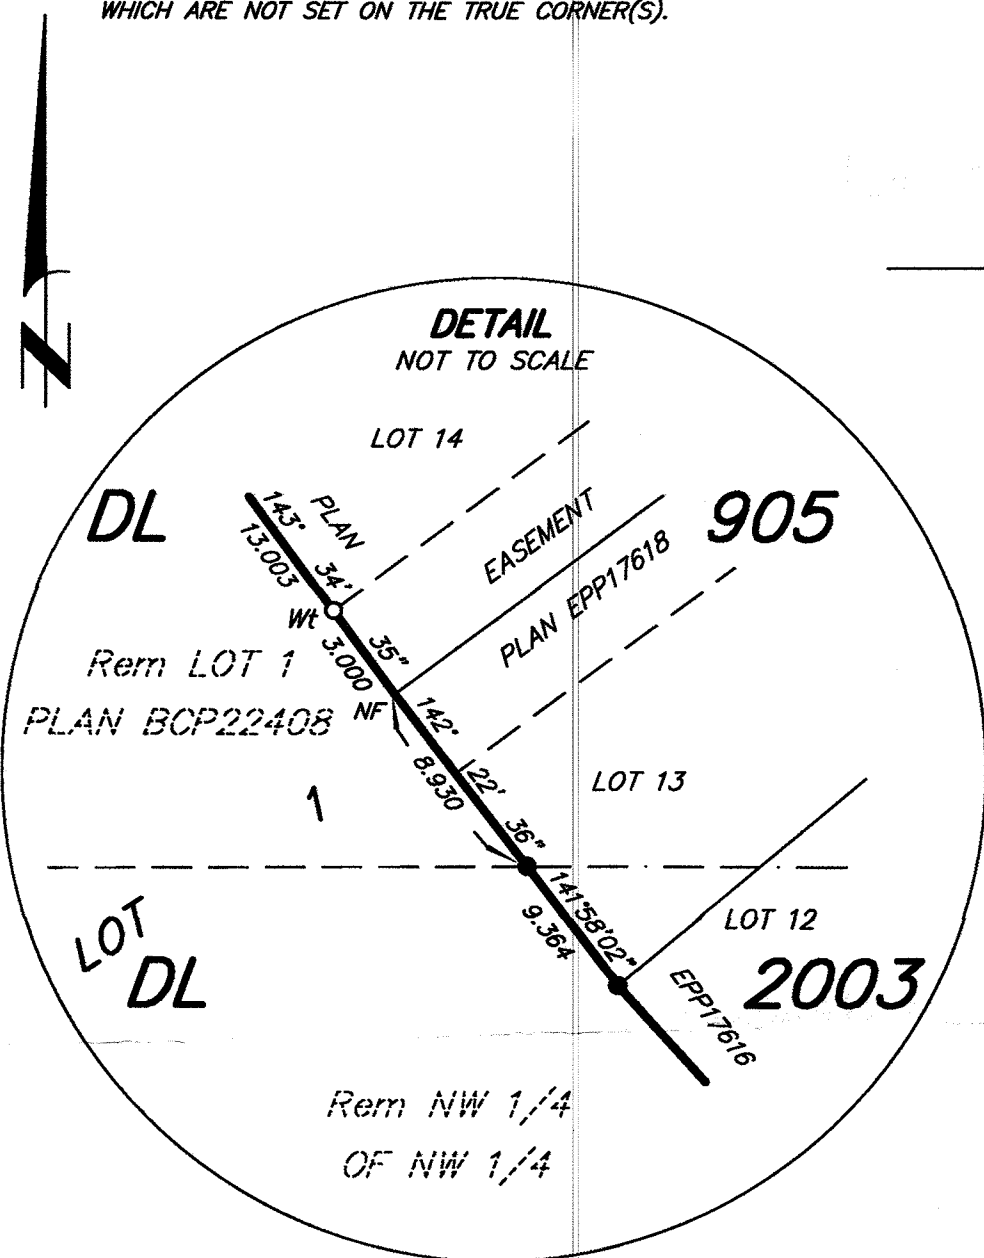 WHICH ARE NOT SET ON THE TRUE CORNER(S).
N
DETAIL
NOT TO SCALE
LOT 14
DL
905
143° 34' 35"
PLAN
13.003
EASEMENT
PLAN EPP17618
Wt
3.000
Rem LOT 1
PLAN BCP22408
NF
142° 22' 36"
8.930
LOT 13
1
141°58'02"
9.364
LOT 12
LOT
DL
2003
EPP17616
Rem NW 1/4
OF NW 1/4